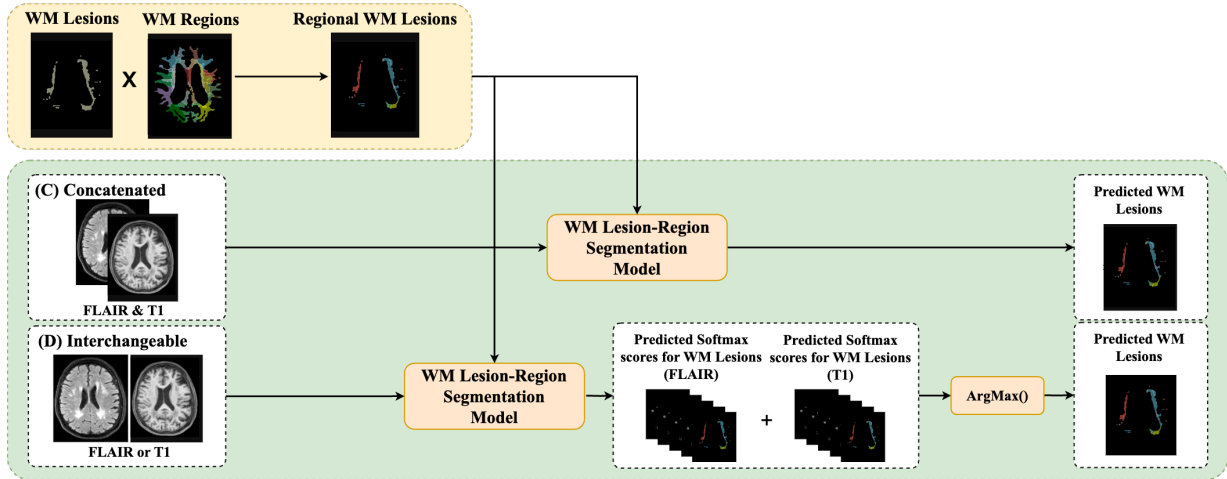 WM Lesions
WM Regions
Regional WM Lesions
X
(C) Concatenated
FLAIR & T1
WM Lesion-Region
Segmentation
Model
Predicted WM
Lesions
(D) Interchangeable
FLAIR or T1
WM Lesion-Region
Segmentation
Model
Predicted Softmax
scores for WM Lesions
(FLAIR)
+
Predicted Softmax
scores for WM Lesions
(T1)
ArgMax()
Predicted WM
Lesions